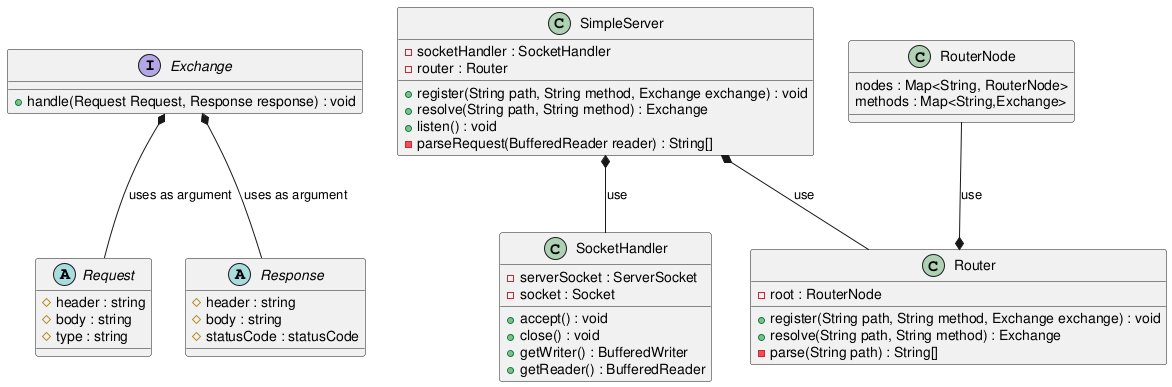 I Exchange
handle(Request Request, Response response) : void
uses as argument
uses as argument
A Request
header : string
body : string
type : string
A Response
header : string
body : string
statusCode : statusCode
C SimpleServer
socketHandler : SocketHandler
router : Router
register(String path, String method, Exchange exchange) : void
resolve(String path, String method) : Exchange
listen() : void
parseRequest(BufferedReader reader) : String[]
use
use
C SocketHandler
serverSocket : ServerSocket
socket : Socket
accept() : void
close() : void
getWriter() : BufferedWriter
getReader() : BufferedReader
C RouterNode
nodes : Map<String, RouterNode>
methods : Map<String,Exchange>
use
C Router
root : RouterNode
register(String path, String method, Exchange exchange) : void
resolve(String path, String method) : Exchange
parse(String path) : String[]